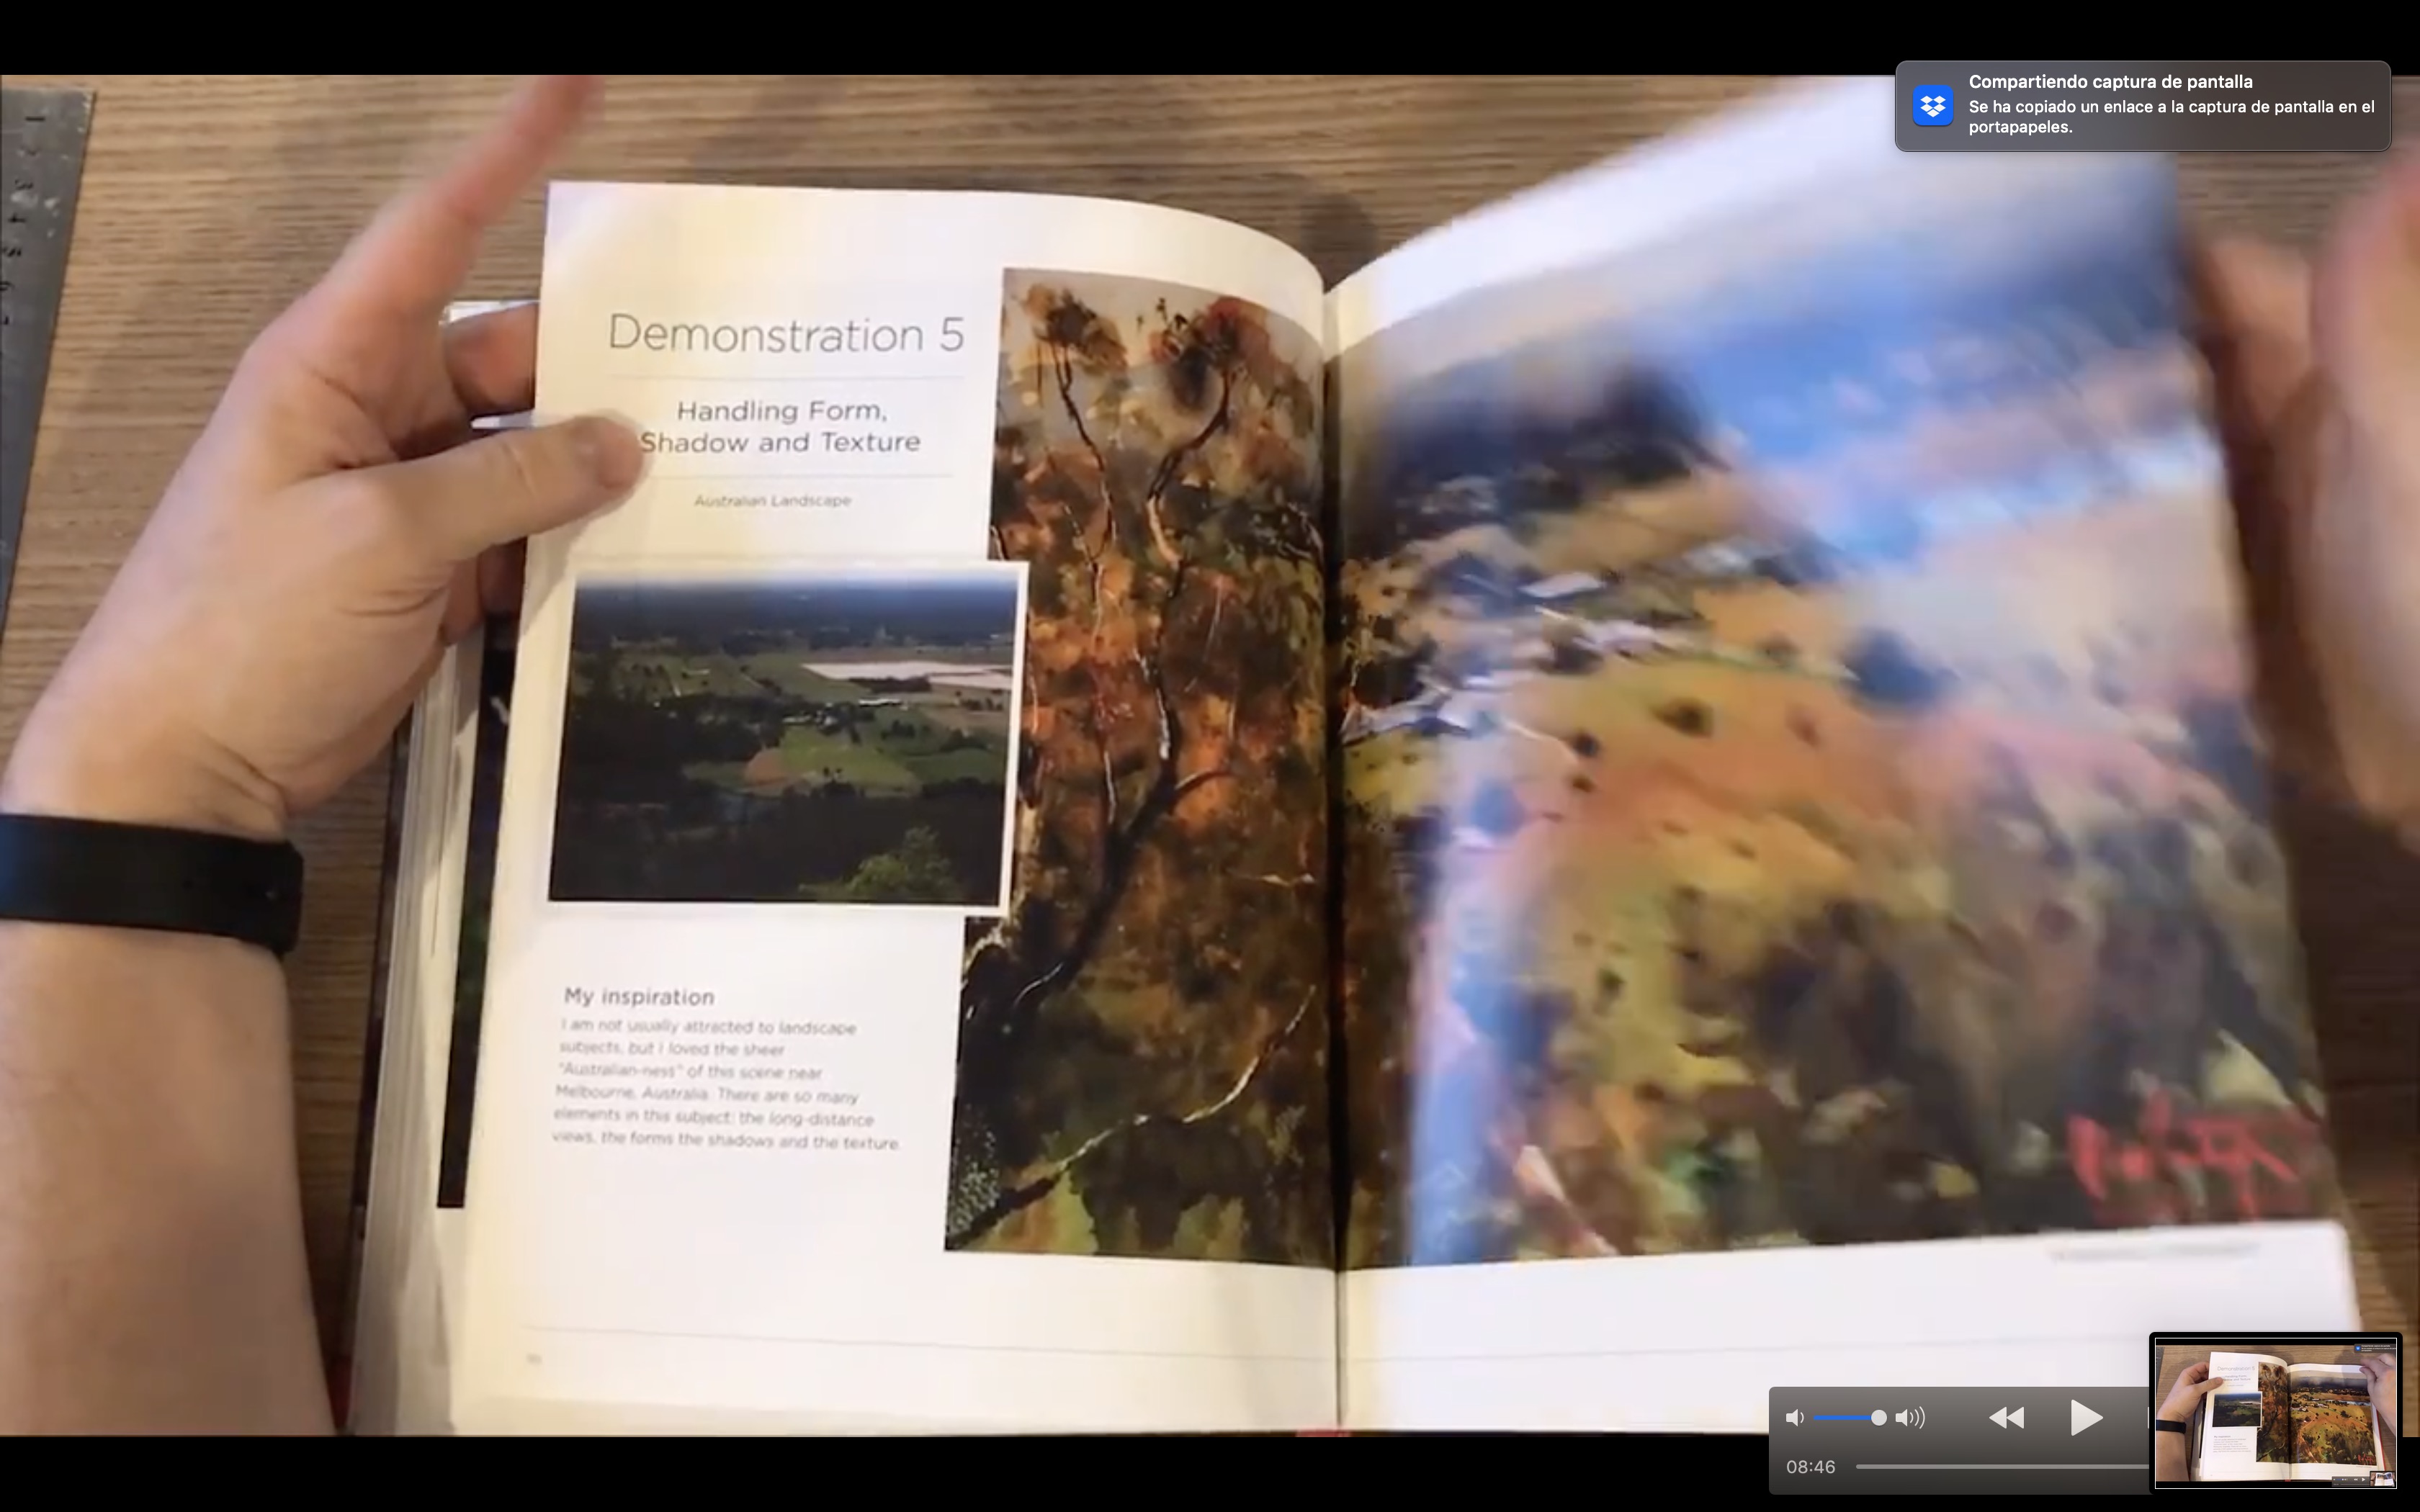 Compartiendo captura de pantalla
Se ha copiado un enlace a la captura de pantalla en el
portapapeles.
Demonstration 5
Handling Form,
Shadow and Texture
Australian Landscape
My inspiration
I am not usually attracted to landscape
subjects, but I loved the sheer
"Australian-ness" of this scene near
Melbourne, Australia. There are so many
elements in this subject: the long-distance
views, the forms the shadows and the texture.
08:46